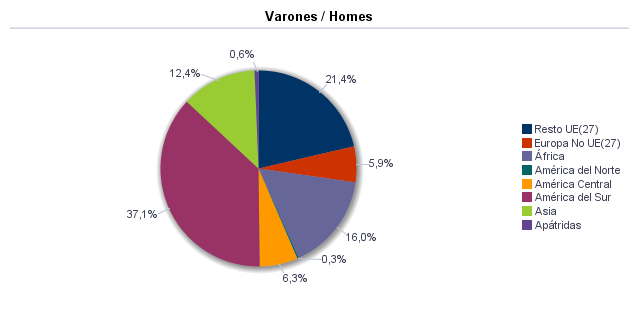 Varones / Homes
0,6%
12,4%
21,4%
5,9%
37,1%
16,0%
0,3%
6,3%
Resto UE(27)
Europa No UE(27)
África
América del Norte
América Central
América del Sur
Asia
Apátridas